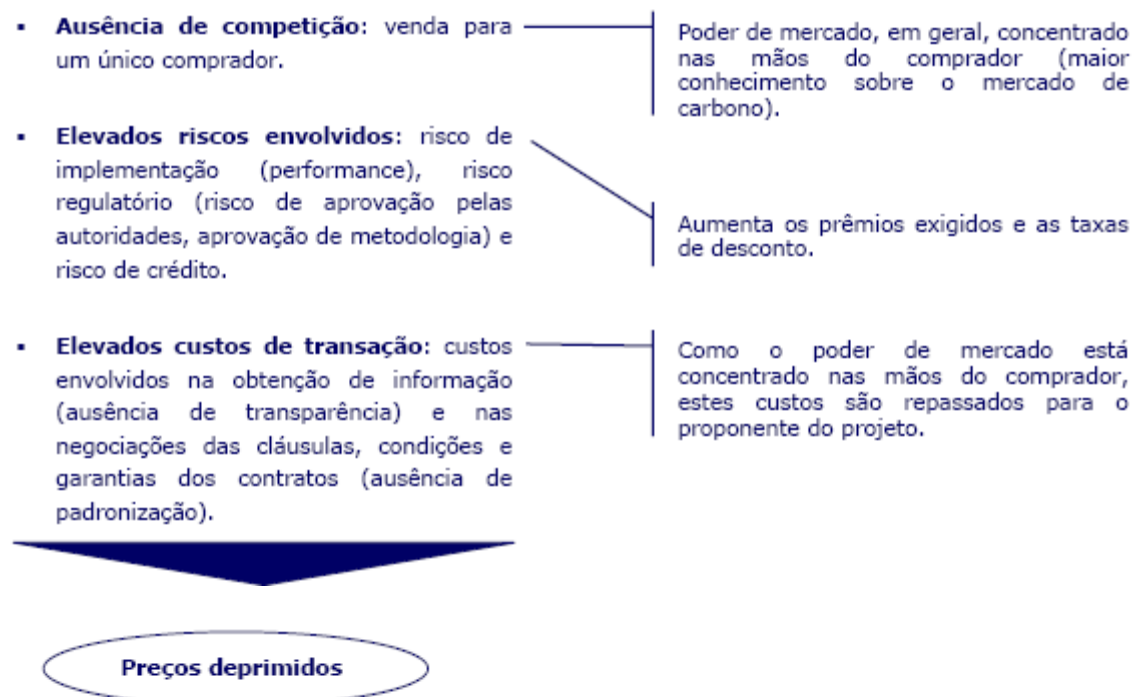 ▪ Ausência de competição: venda para
um único comprador.
Poder de mercado, em geral, concentrado
nas mãos do comprador (maior
conhecimento sobre o mercado de
carbono).
▪ Elevados riscos envolvidos: risco de
implementação (performance), risco
regulatório (risco de aprovação pelas
autoridades, aprovação de metodologia) e
risco de crédito.
Aumenta os prêmios exigidos e as taxas
de desconto.
▪ Elevados custos de transação: custos
envolvidos na obtenção de informação
(ausência de transparência) e nas
negociações das cláusulas, condições e
garantias dos contratos (ausência de
padronização).
Como o poder de mercado está
concentrado nas mãos do comprador,
estes custos são repassados para o
proponente do projeto.
Preços deprimidos